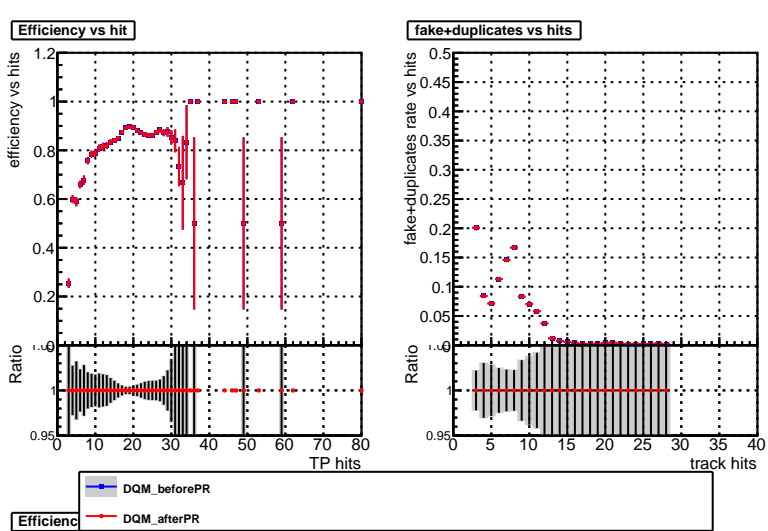 Efficiency vs hit
fake+duplicates vs hits
efficiency vs hits
1.2
1
0.8
0.6
0.4
0.2
Ratio
1
0.95
0 10 20 30 40 50 60 70 80
TP hits
fake+duplicates rate vs hits
0.5
0.45
0.4
0.35
0.3
0.25
0.2
0.15
0.1
0.05
Ratio
1
0.95
0 5 10 15 20 25 30 35 40
track hits
DQM_beforePR
DQM_afterPR
Efficienc